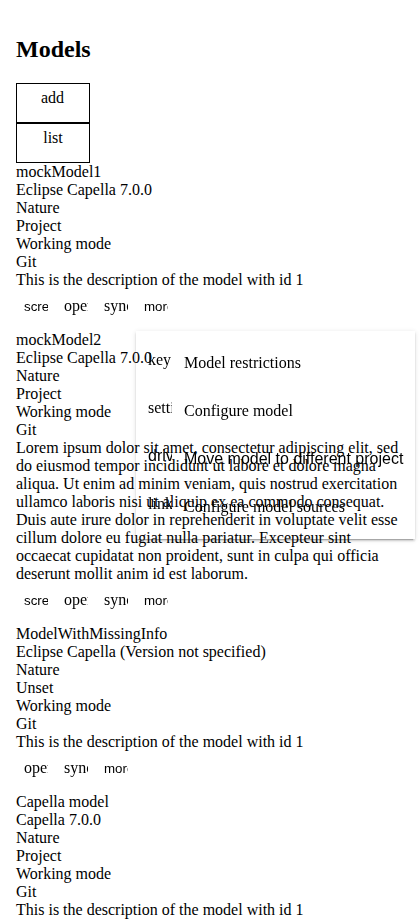 Models
add
list
mockModel1
Eclipse Capella 7.0.0
Nature
Project
Working mode
Git
This is the description of the model with id 1
scre ope sync mor
mockModel2
Eclipse Capella 7.0.0
Nature
Project
Working mode
Git
key Model restrictions
setti Configure model
driv Move model to different project
link Configure model sources
Lorem ipsum dolor sit amet, consectetur adipiscing elit, sed
do eiusmod tempor incididunt ut labore et dolore magna
aliqua. Ut enim ad minim veniam, quis nostrud exercitation
ullamco laboris nisi ut aliquip ex ea commodo consequat.
Duis aute irure dolor in reprehenderit in voluptate velit esse
cillum dolore eu fugiat nulla pariatur. Excepteur sint
occaecat cupidatat non proident, sunt in culpa qui officia
deserunt mollit anim id est laborum.
scre ope sync mor
ModelWithMissingInfo
Eclipse Capella (Version not specified)
Nature
Unset
Working mode
Git
This is the description of the model with id 1
ope sync mor
Capella model
Capella 7.0.0
Nature
Project
Working mode
Git
This is the description of the model with id 1